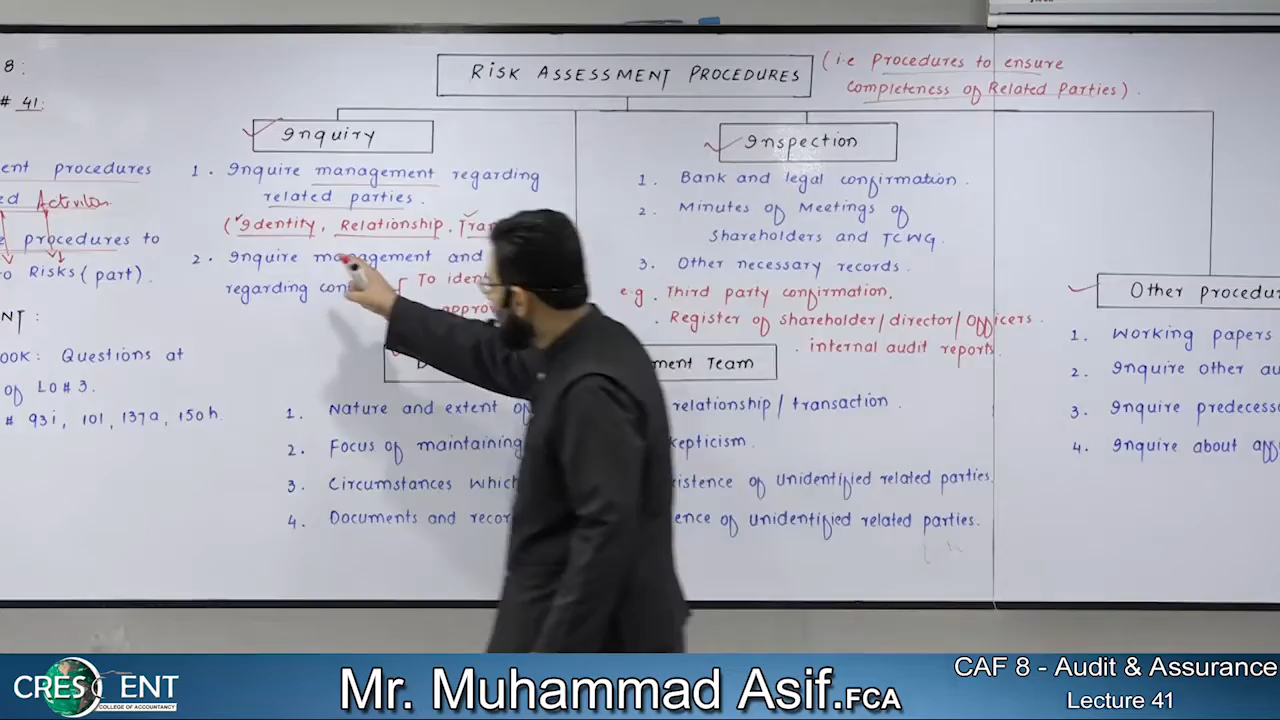 8:
# 41:
ent procedures
ed Activities
e procedures to
to Risks (part).
NT:
OOK: Questions at
of LO#3.
# 93i, 101, 137a, 150h.
RISK ASSESSMENT PROCEDURES
(i.e Procedures to ensure
completeness of Related Parties).
Inquiry
1. Inquire management regarding
related parties.
(Identity, Relationship, Tran
2. Inquire management and
regarding con
To ident
approv
Inspection
1. Bank and legal confirmation.
2. Minutes of Meetings of
Shareholders and TCWG.
3. Other necessary records.
e.g. Third party confirmation.
. Register of shareholder/director/officers.
. internal audit reports
D
ment Team
1. Nature and extent of relationship/transaction.
2. Focus of maintaining kepticism.
3. Circumstances which xistence of unidentified related parties.
4. Documents and recor ence of unidentified related parties.
Other procedu
1. Working papers
2. Inquire other au
3. Inquire predecess
4. Inquire about aff
CRESCENT
COLLEGE OF ACCOUNTANCY
Mr. Muhammad Asif.FCA
CAF 8 - Audit & Assurance
Lecture 41